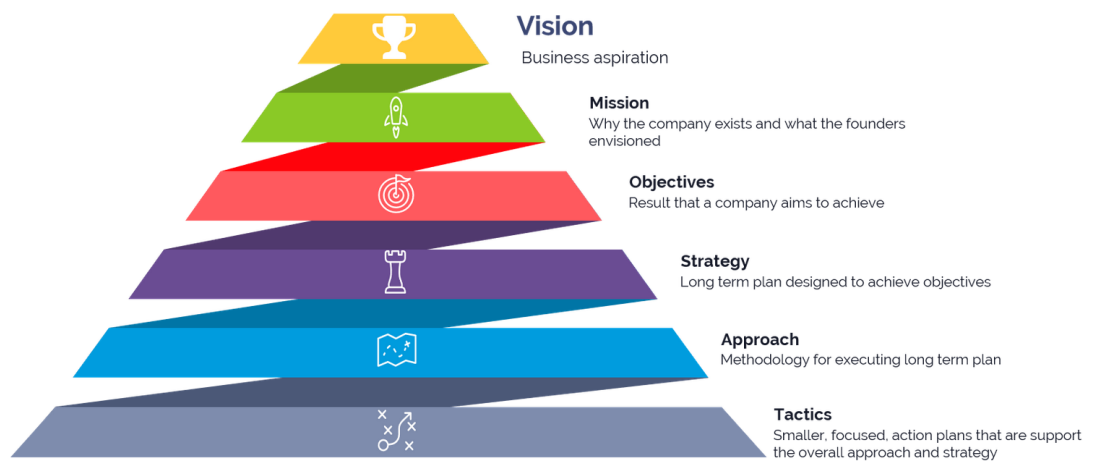 Vision
Business aspiration
Mission
Why the company exists and what the founders
envisioned
Objectives
Result that a company aims to achieve
Strategy
Long term plan designed to achieve objectives
Approach
Methodology for executing long term plan
Tactics
Smaller, focused, action plans that are support
the overall approach and strategy